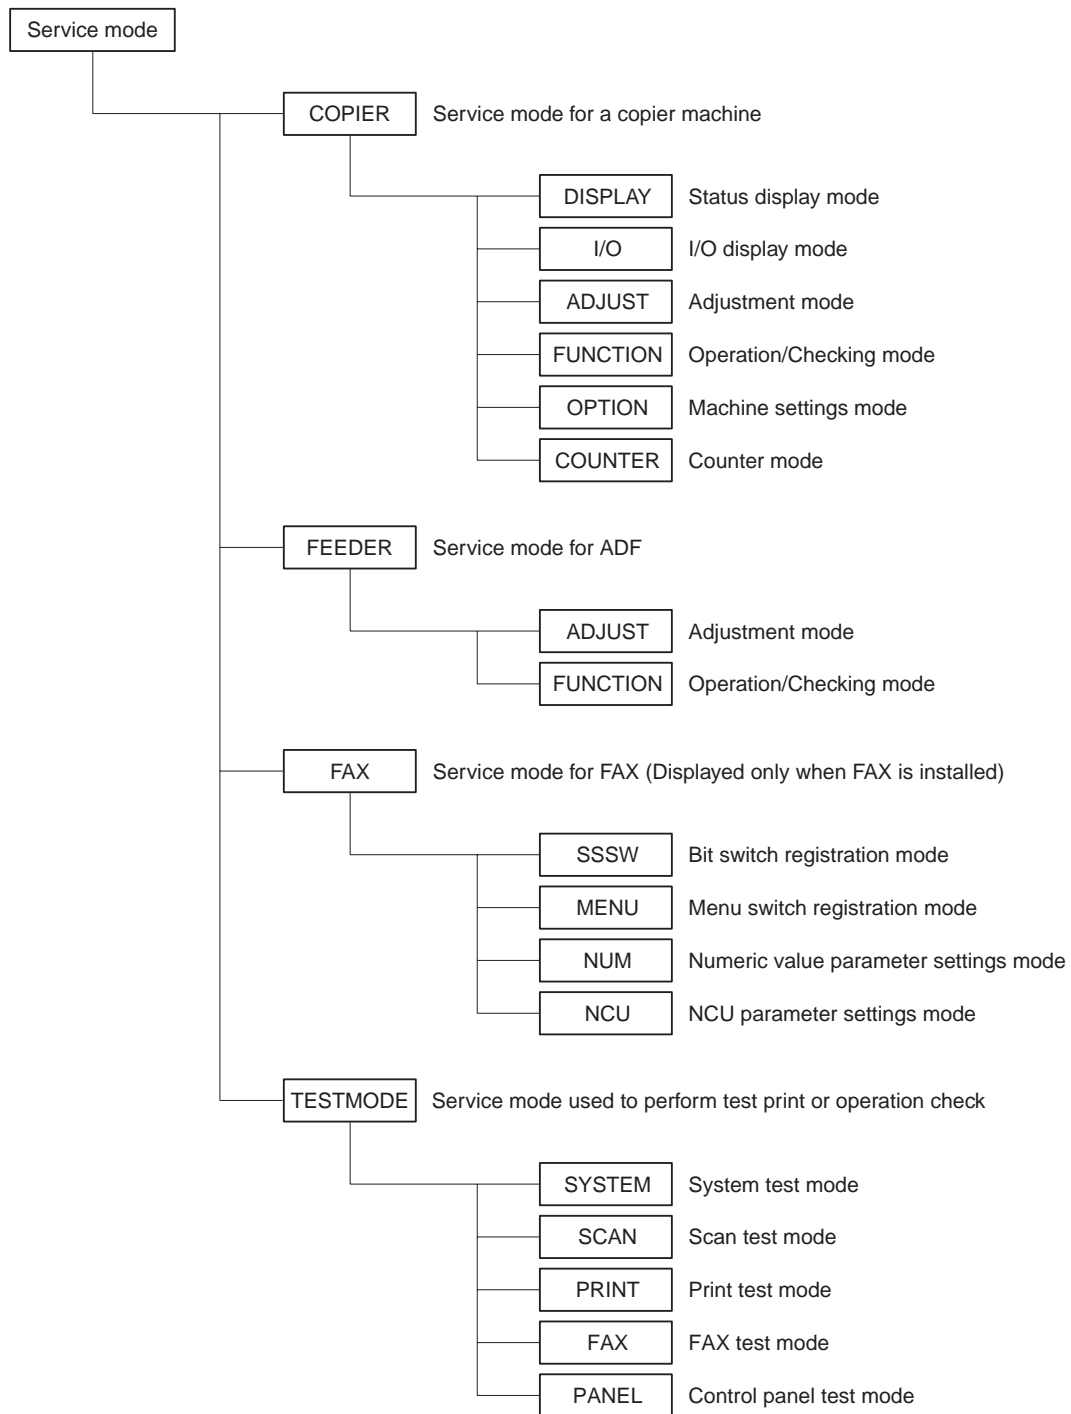 Service mode
COPIER Service mode for a copier machine
DISPLAY Status display mode
I/O I/O display mode
ADJUST Adjustment mode
FUNCTION Operation/Checking mode
OPTION Machine settings mode
COUNTER Counter mode
FEEDER Service mode for ADF
ADJUST Adjustment mode
FUNCTION Operation/Checking mode
FAX Service mode for FAX (Displayed only when FAX is installed)
SSSW Bit switch registration mode
MENU Menu switch registration mode
NUM Numeric value parameter settings mode
NCU NCU parameter settings mode
TESTMODE Service mode used to perform test print or operation check
SYSTEM System test mode
SCAN Scan test mode
PRINT Print test mode
FAX FAX test mode
PANEL Control panel test mode